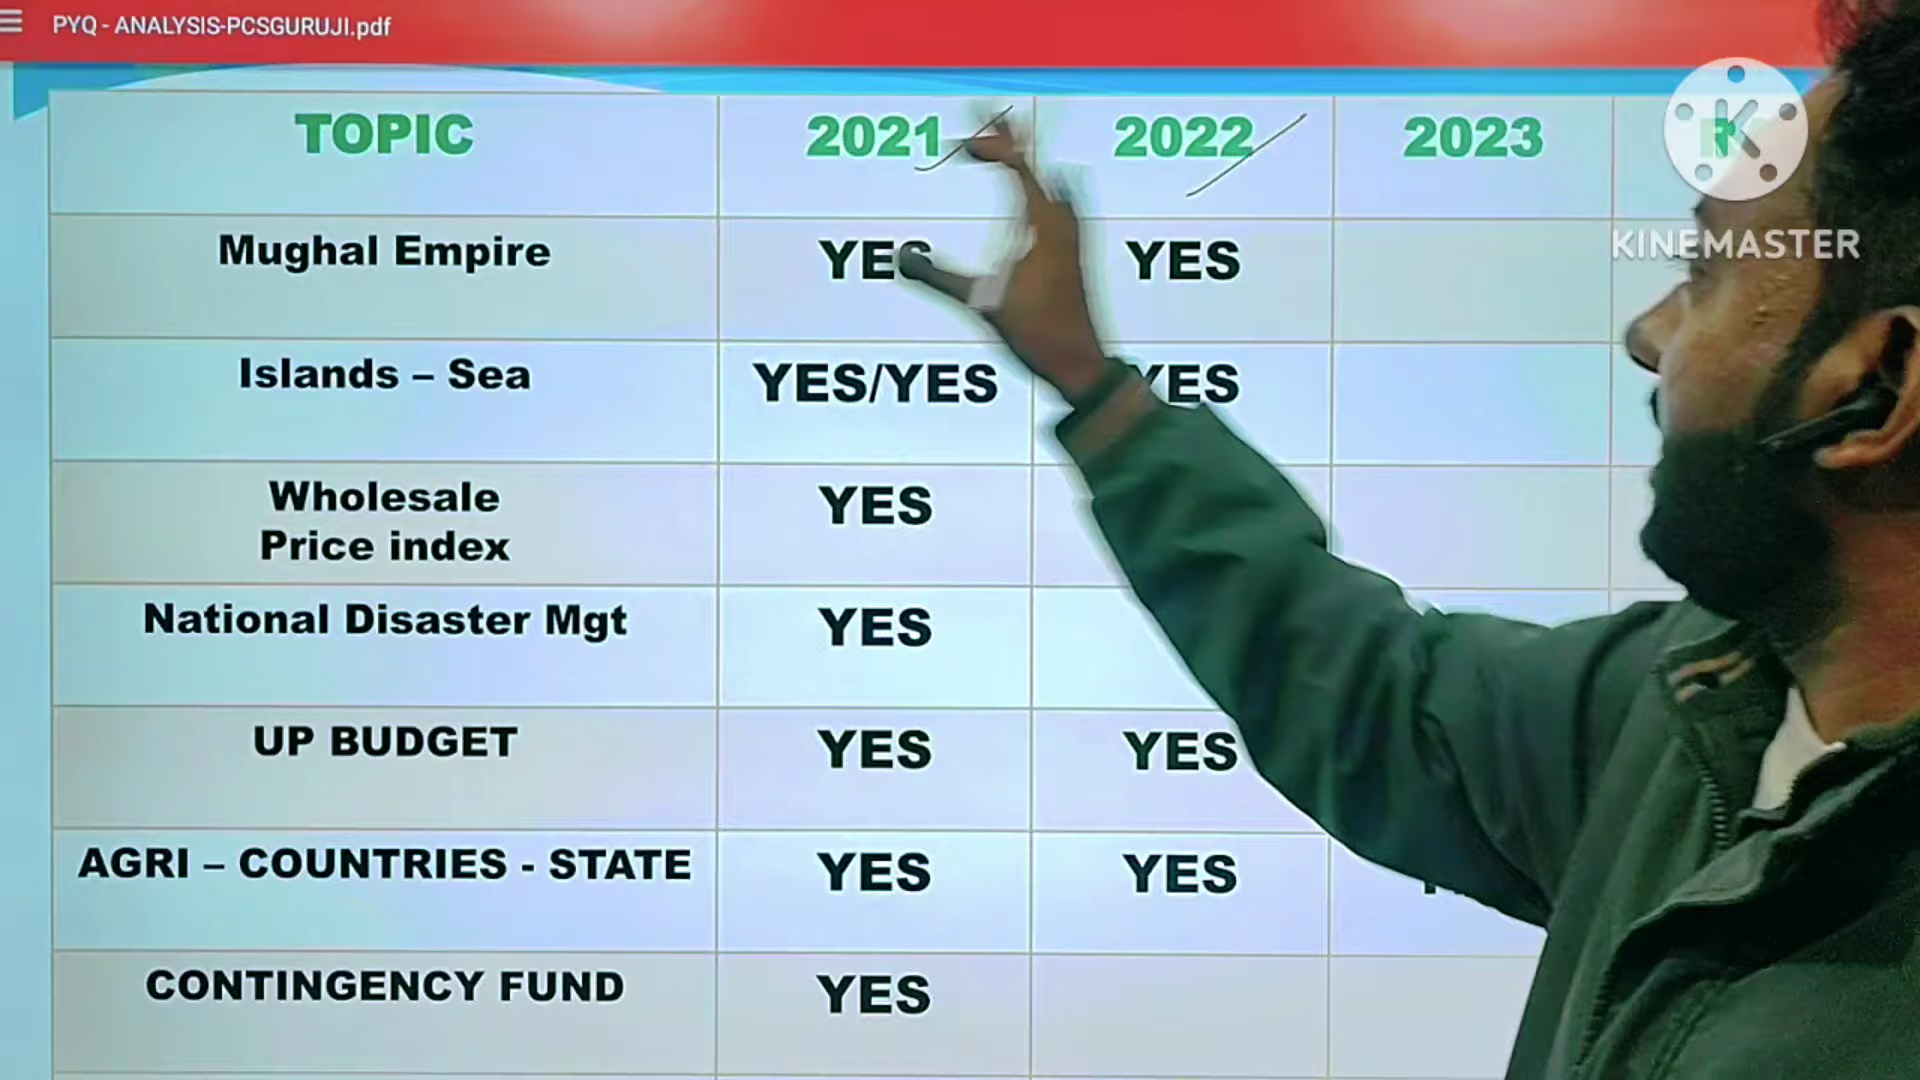 PYQ - ANALYSIS-PCSGURUJI.pdf
TOPIC 2021 2022 2023
KINEMASTER
Mughal Empire YES YES
Islands – Sea YES/YES YES
Wholesale
Price index YES
National Disaster Mgt YES
UP BUDGET YES YES
AGRI – COUNTRIES - STATE YES YES
CONTINGENCY FUND YES